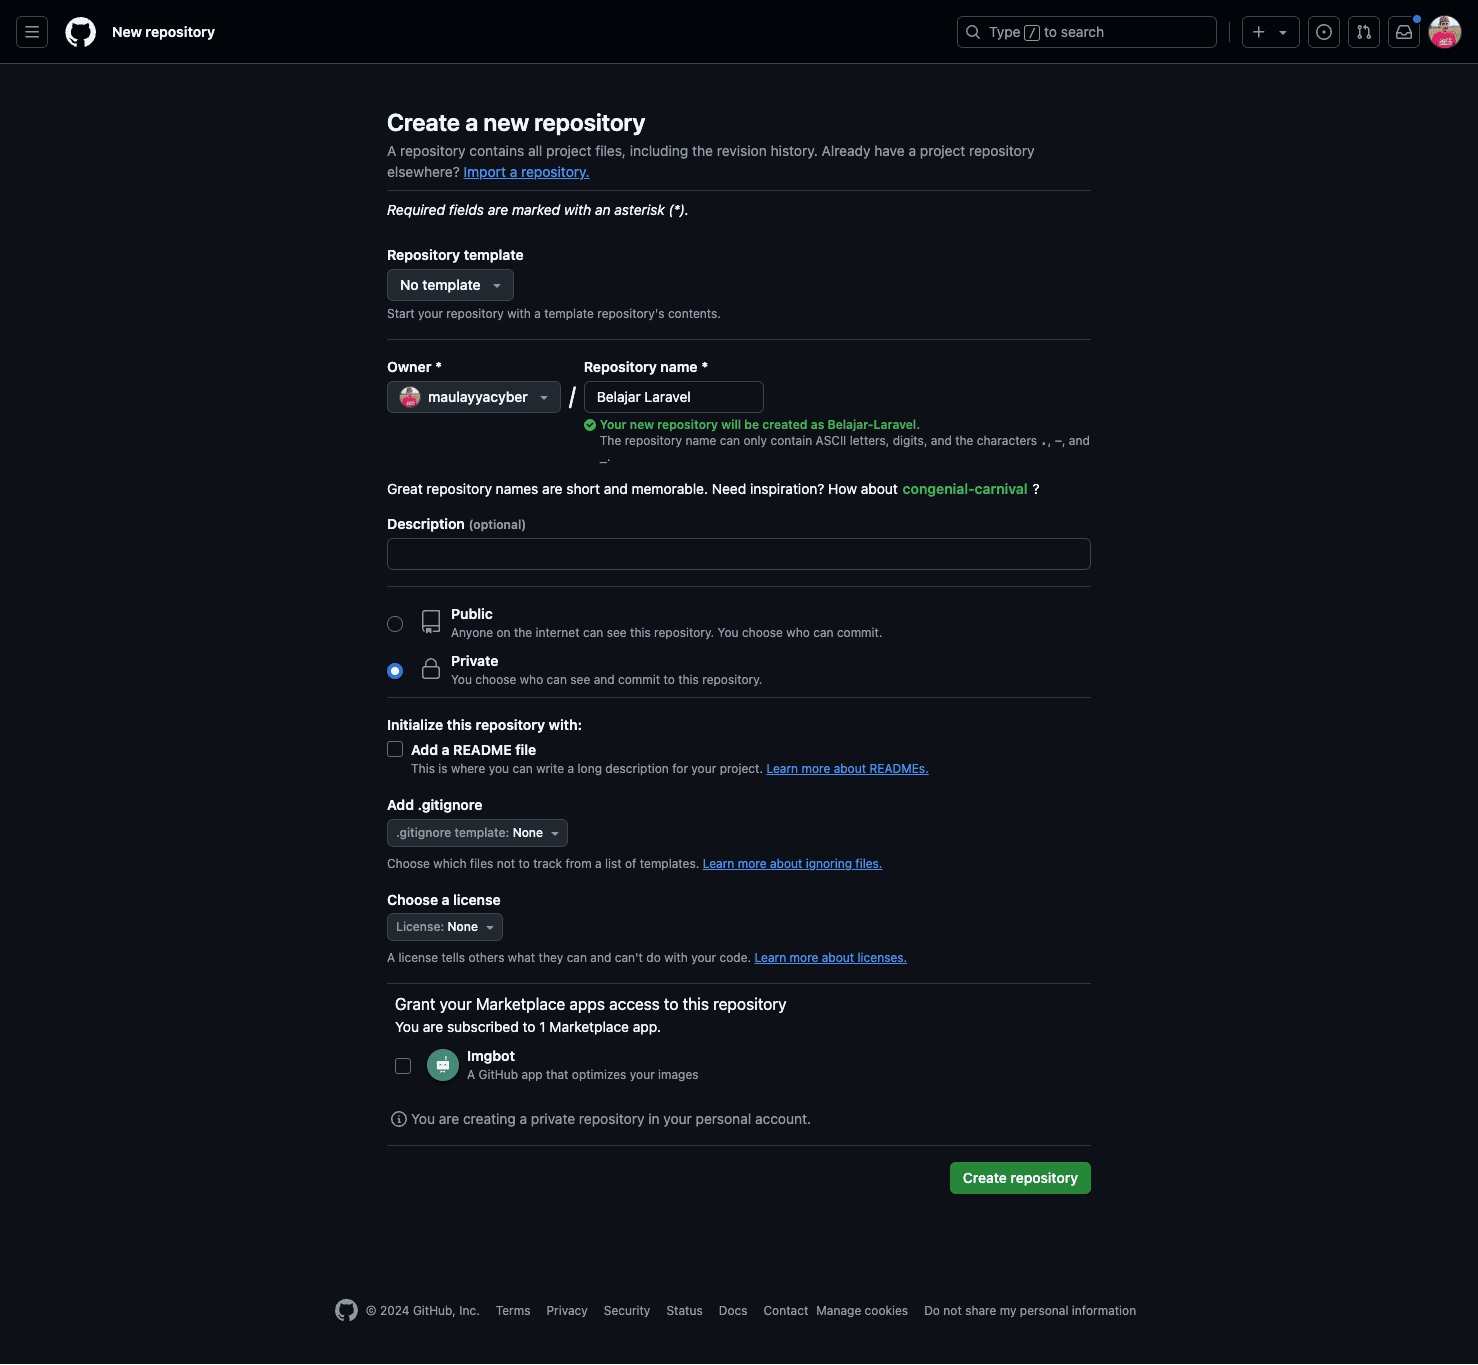 New repository
Type / to search
Create a new repository
A repository contains all project files, including the revision history. Already have a project repository
elsewhere? Import a repository.
Required fields are marked with an asterisk (*).
Repository template
No template
Start your repository with a template repository's contents.
Owner *
Repository name *
maulayyacyber / Belajar Laravel
Your new repository will be created as Belajar-Laravel.
The repository name can only contain ASCII letters, digits, and the characters ., -, and
_.
Great repository names are short and memorable. Need inspiration? How about congenial-carnival ?
Description (optional)
Public
Anyone on the internet can see this repository. You choose who can commit.
Private
You choose who can see and commit to this repository.
Initialize this repository with:
Add a README file
This is where you can write a long description for your project. Learn more about READMEs.
Add .gitignore
.gitignore template: None
Choose which files not to track from a list of templates. Learn more about ignoring files.
Choose a license
License: None
A license tells others what they can and can't do with your code. Learn more about licenses.
Grant your Marketplace apps access to this repository
You are subscribed to 1 Marketplace app.
Imgbot
A GitHub app that optimizes your images
You are creating a private repository in your personal account.
Create repository
© 2024 GitHub, Inc. Terms Privacy Security Status Docs Contact Manage cookies Do not share my personal information